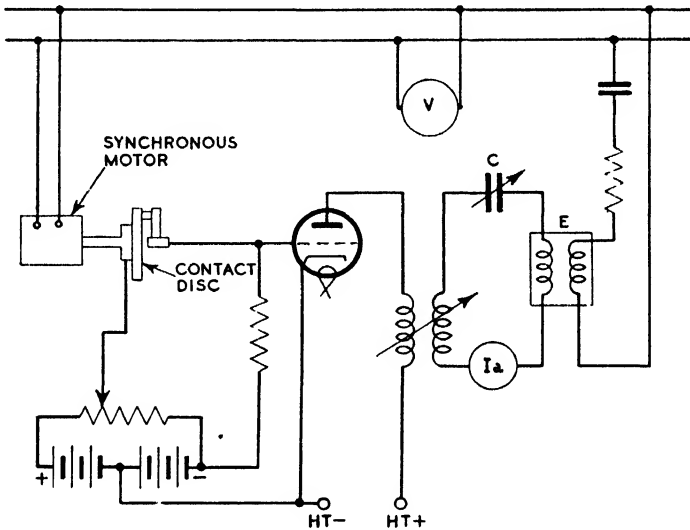 V
SYNCHRONOUS
MOTOR
C
E
CONTACT
DISC
Ia
+
-
HT-
HT+